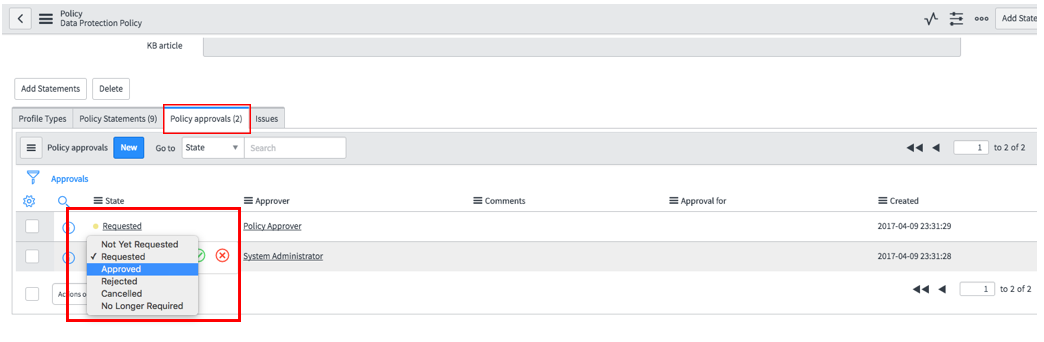 Policy
Data Protection Policy
Add State
KB article
Add Statements Delete
Profile Types Policy Statements (9) Policy approvals (2) Issues
Policy approvals New Go to State Search 1 to 2 of 2
Approvals
State Approver Comments Approval for Created
Requested Policy Approver 2017-04-09 23:31:29
Not Yet Requested
✓ Requested System Administrator 2017-04-09 23:31:28
Approved
Rejected
Cancelled
Actions o 1 to 2 of 2
No Longer Required